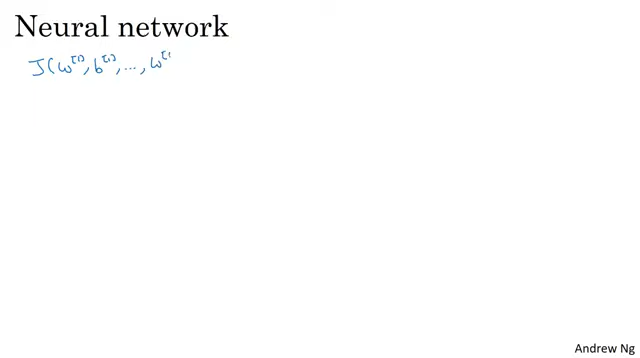 Neural network
J(w^[1], b^[1], ..., w^[
Andrew Ng